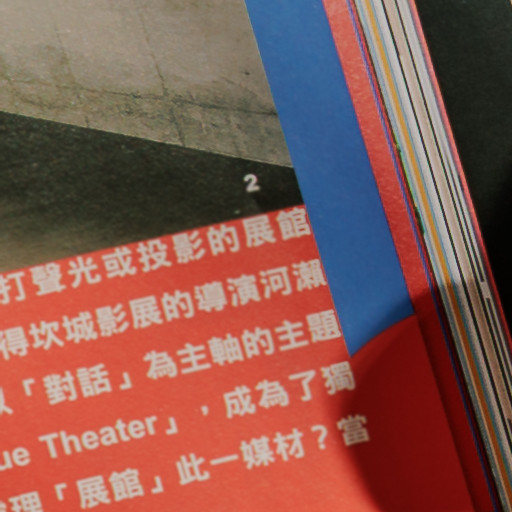 2
打聲光或投影的展館
得坎城影展的導演河瀨
以「對話」為主軸的主題
ue Theater」，成為了獨
理「展館」此一媒材？當